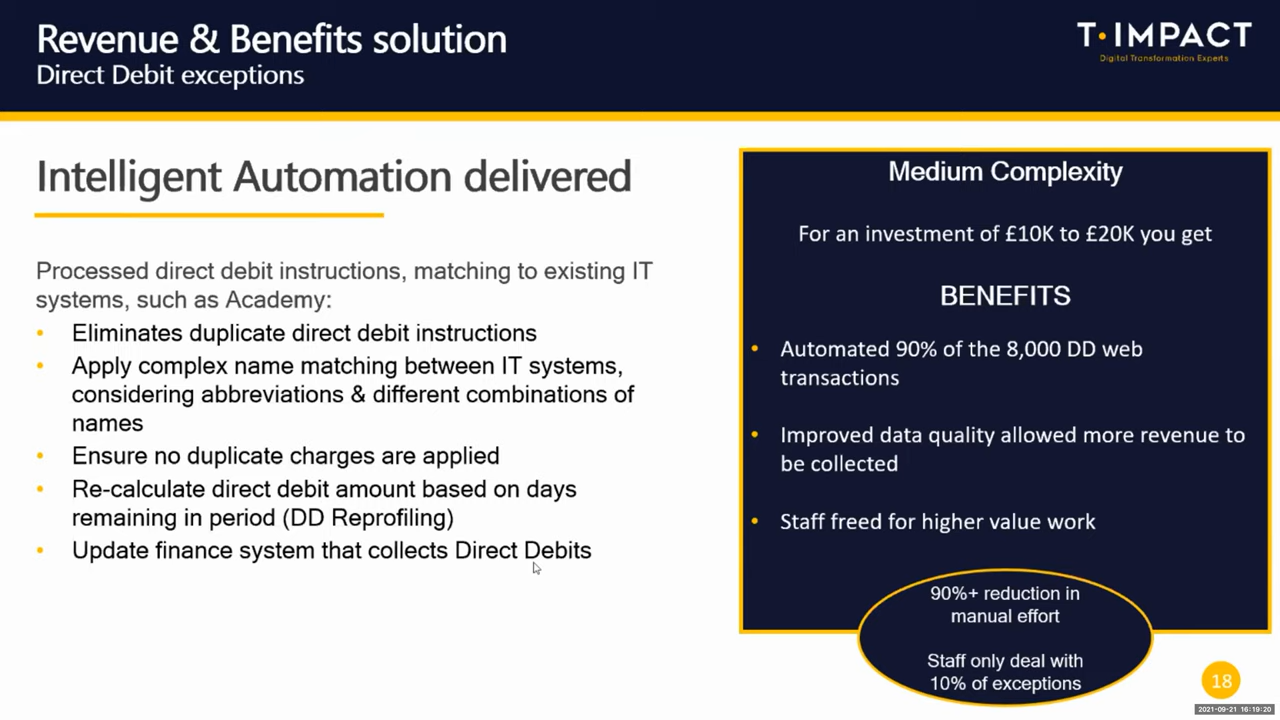 Revenue & Benefits solution
Direct Debit exceptions
T·IMPACT
Digital Transformation Experts
Intelligent Automation delivered
Processed direct debit instructions, matching to existing IT
systems, such as Academy:
• Eliminates duplicate direct debit instructions
• Apply complex name matching between IT systems,
considering abbreviations & different combinations of
names
• Ensure no duplicate charges are applied
• Re-calculate direct debit amount based on days
remaining in period (DD Reprofiling)
• Update finance system that collects Direct Debits
Medium Complexity
For an investment of £10K to £20K you get
BENEFITS
• Automated 90% of the 8,000 DD web
transactions
• Improved data quality allowed more revenue to
be collected
• Staff freed for higher value work
90%+ reduction in
manual effort
Staff only deal with
10% of exceptions
18
2021-09-21 16:19:20